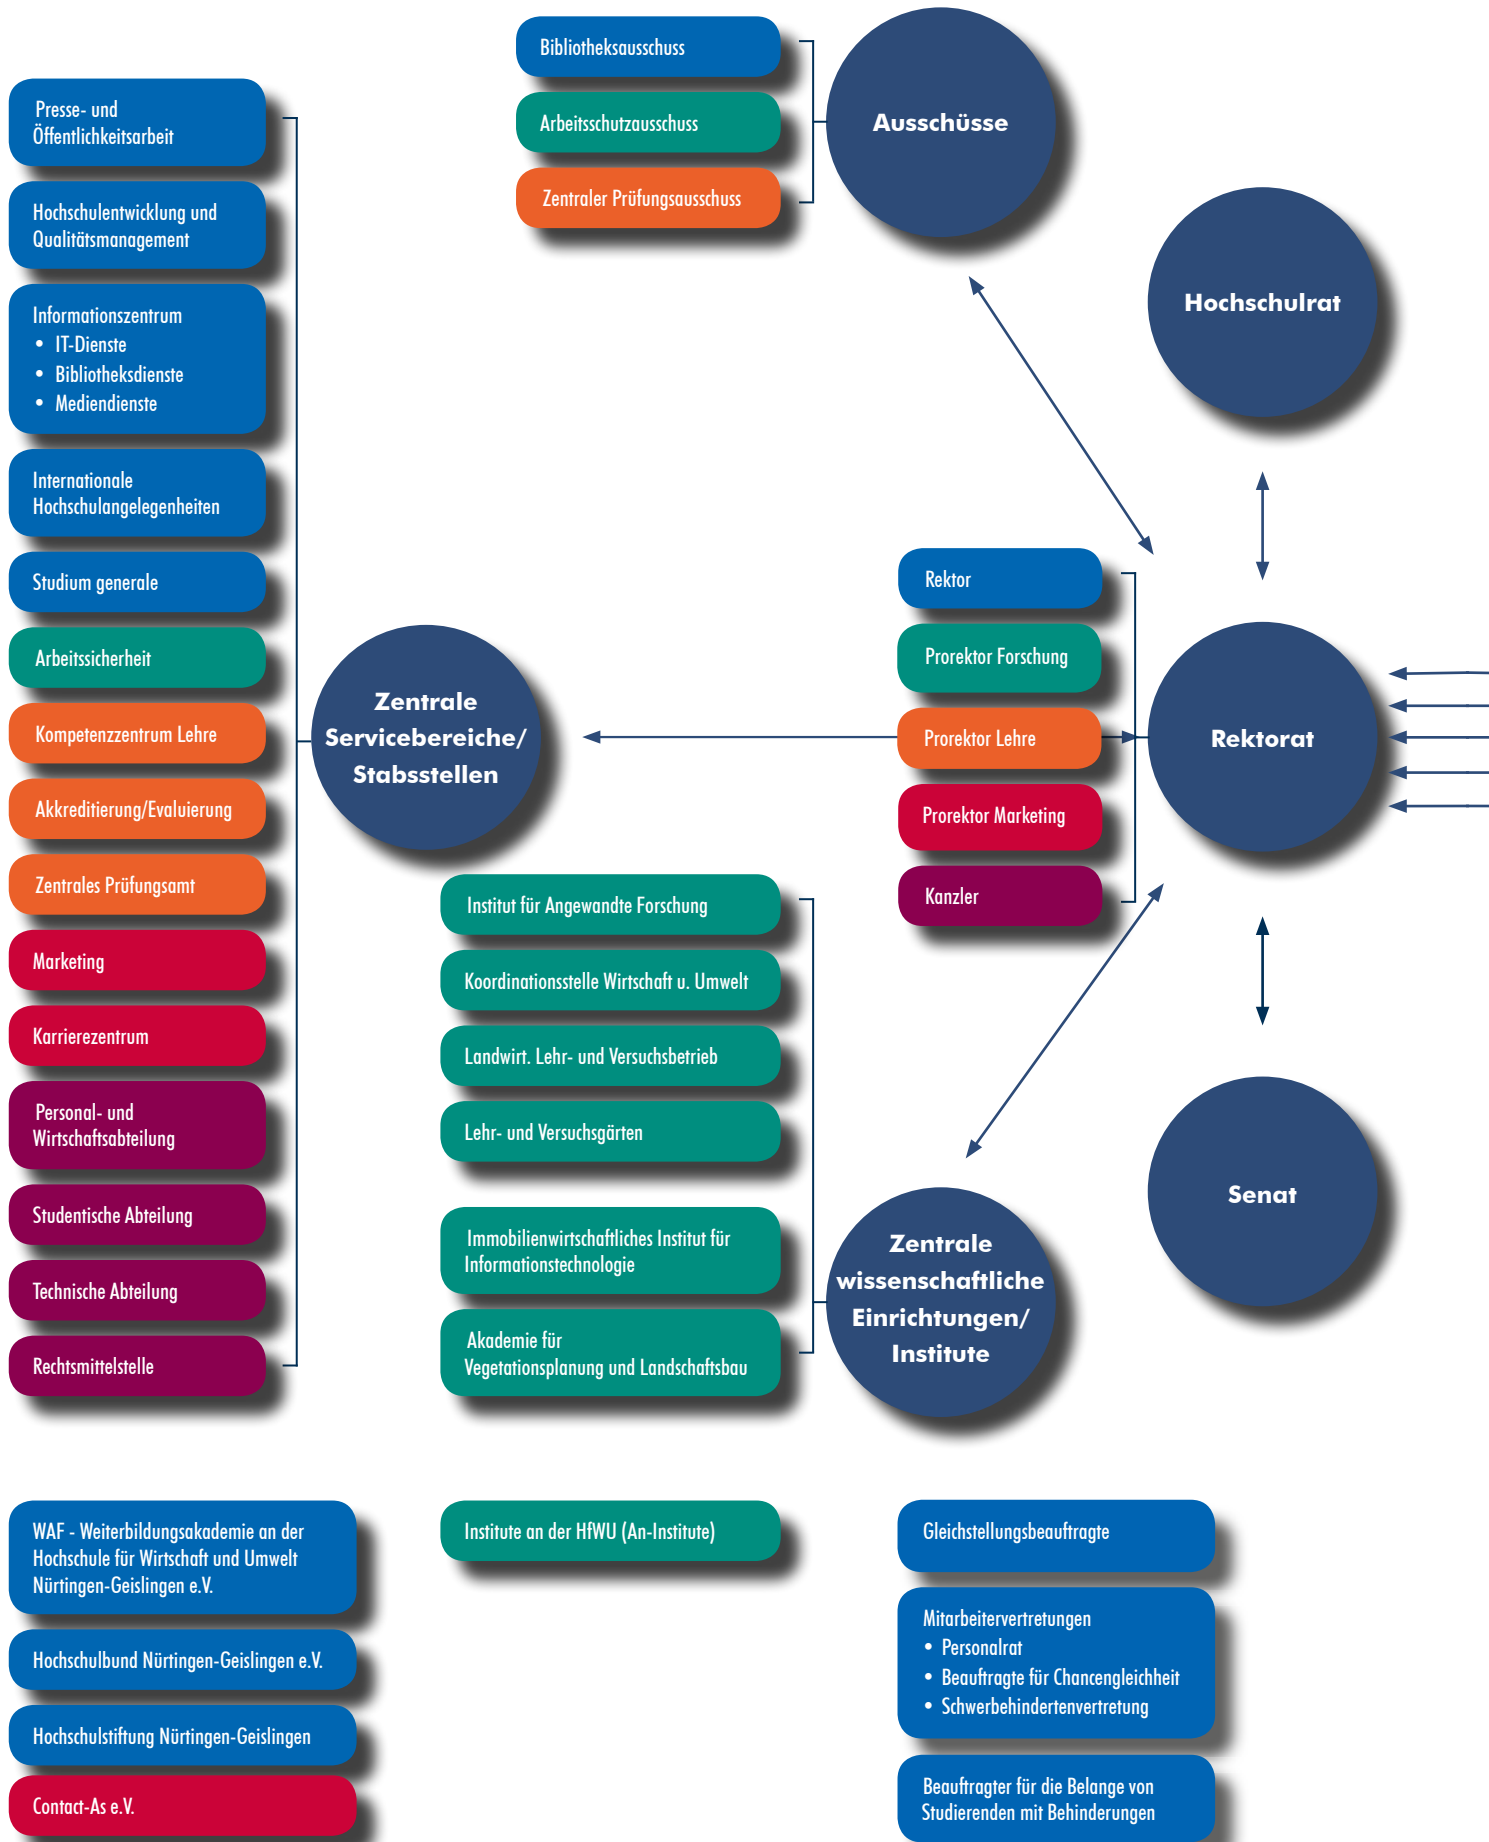 Bibliotheksausschuss
Arbeitsschutzausschuss
Zentraler Prüfungsausschuss
Ausschüsse
Hochschulrat
Presse- und
Öffentlichkeitsarbeit
Hochschulentwicklung und
Qualitätsmanagement
Informationszentrum
• IT-Dienste
• Bibliotheksdienste
• Mediendienste
Internationale
Hochschulangelegenheiten
Studium generale
Arbeitssicherheit
Kompetenzzentrum Lehre
Akkreditierung/Evaluierung
Zentrales Prüfungsamt
Marketing
Karrierezentrum
Personal- und
Wirtschaftsabteilung
Studentische Abteilung
Technische Abteilung
Rechtsmittelstelle
Zentrale
Servicebereiche/
Stabsstellen
Rektor
Prorektor Forschung
Prorektor Lehre
Prorektor Marketing
Kanzler
Rektorat
Institut für Angewandte Forschung
Koordinationsstelle Wirtschaft u. Umwelt
Landwirt. Lehr- und Versuchsbetrieb
Lehr- und Versuchsgärten
Immobilienwirtschaftliches Institut für
Informationstechnologie
Akademie für
Vegetationsplanung und Landschaftsbau
Zentrale
wissenschaftliche
Einrichtungen/
Institute
Senat
WAF - Weiterbildungsakademie an der
Hochschule für Wirtschaft und Umwelt
Nürtingen-Geislingen e.V.
Hochschulbund Nürtingen-Geislingen e.V.
Hochschulstiftung Nürtingen-Geislingen
Contact-As e.V.
Institute an der HfWU (An-Institute)
Gleichstellungsbeauftragte
Mitarbeitervertretungen
• Personalrat
• Beauftragte für Chancengleichheit
• Schwerbehindertenvertretung
Beauftragter für die Belange von
Studierenden mit Behinderungen